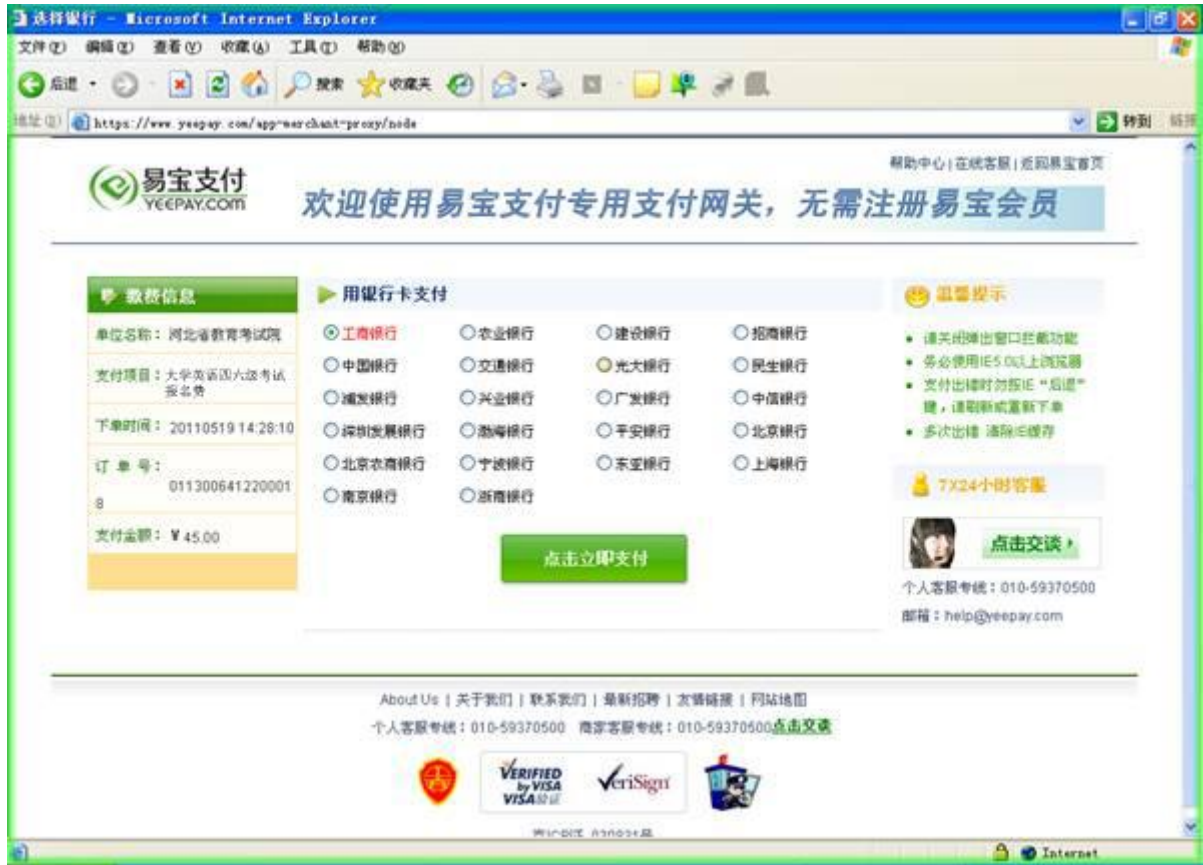 选择银行 - Microsoft Internet Explorer
文件(F) 编辑(E) 查看(V) 收藏(A) 工具(T) 帮助(H)
后退 搜索 收藏夹
地址(D) https://www.yeepay.com/app-merchant-proxy/node 转到 链接
帮助中心 | 在线客服 | 返回易宝首页
易宝支付
YEEPAY.COM
欢迎使用易宝支付专用支付网关，无需注册易宝会员
缴费信息
单位名称： 河北省教育考试院
支付项目： 大学英语四六级考试
报名费
下单时间： 20110519 14:28:10
订 单 号：
011300641220001
8
支付金额： ¥ 45.00
用银行卡支付
工商银行 农业银行 建设银行 招商银行
中国银行 交通银行 光大银行 民生银行
浦发银行 兴业银行 广发银行 中信银行
深圳发展银行 渤海银行 平安银行 北京银行
北京农商银行 宁波银行 东亚银行 上海银行
南京银行 浙商银行
点击立即支付
温馨提示
请关闭弹出窗口拦截功能
务必使用IE5.0以上浏览器
支付出错时勿按IE“后退”
键，请刷新或重新下单
多次出错 清除IE缓存
7X24小时客服
点击交谈
个人客服专线：010-59370500
邮箱：help@yeepay.com
About Us | 关于我们 | 联系我们 | 最新招聘 | 友情链接 | 网站地图
个人客服专线：010-59370500 商家客服专线：010-59370500点击交谈
VERIFIED
by VISA
VISA验证
VeriSign
Internet